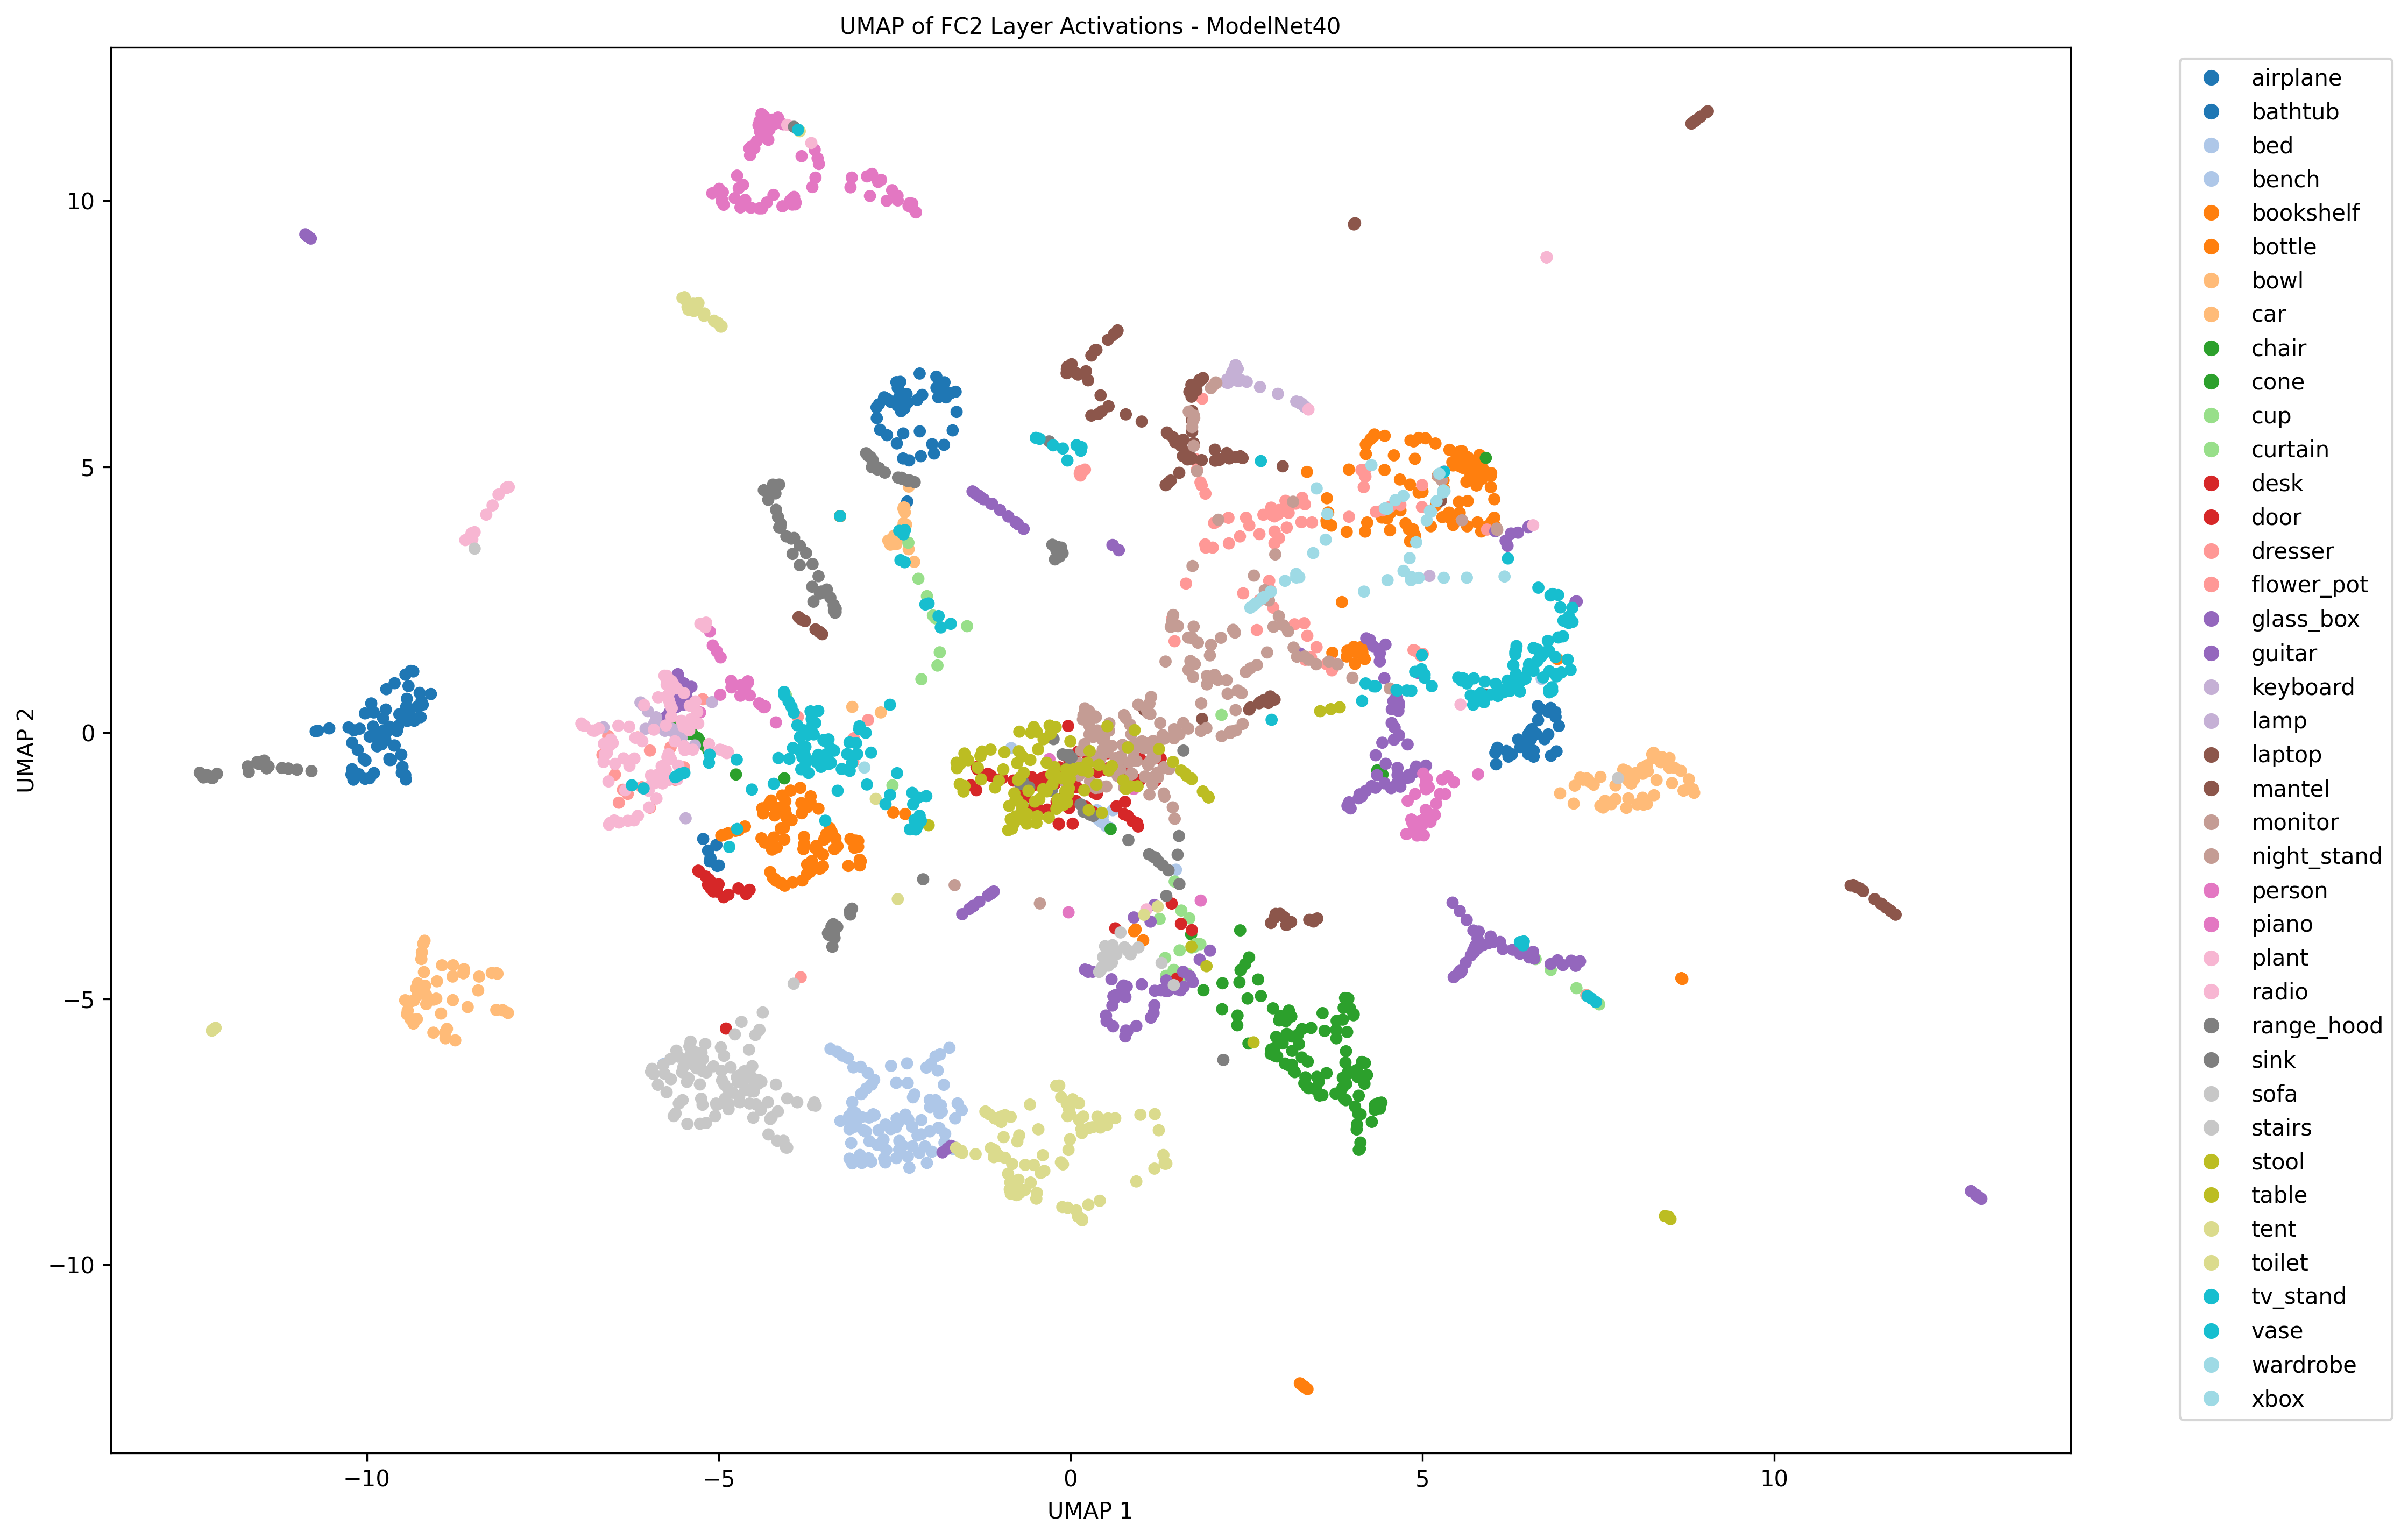 UMAP of FC2 Layer Activations - ModelNet40
10
5
0
−5
−10
UMAP 2
−10
−5
0
5
10
UMAP 1
airplane
bathtub
bed
bench
bookshelf
bottle
bowl
car
chair
cone
cup
curtain
desk
door
dresser
flower_pot
glass_box
guitar
keyboard
lamp
laptop
mantel
monitor
night_stand
person
piano
plant
radio
range_hood
sink
sofa
stairs
stool
table
tent
toilet
tv_stand
vase
wardrobe
xbox